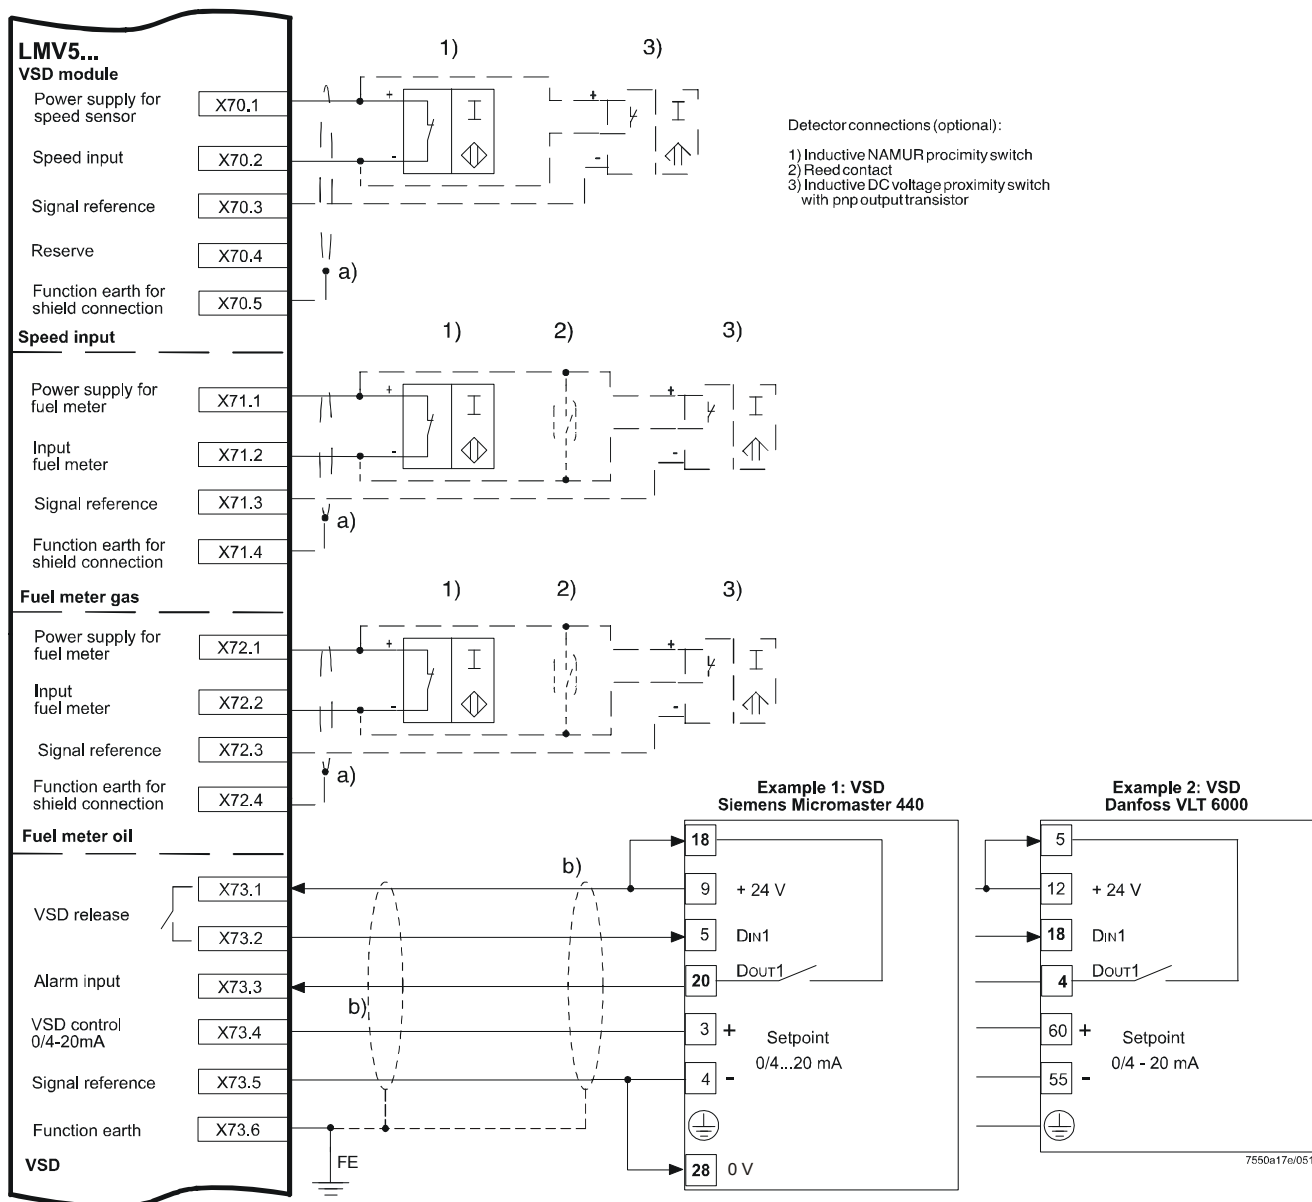 LMV5...
VSD module
Power supply for
speed sensor
X70.1
Speed input
X70.2
Signal reference
X70.3
Reserve
X70.4
Function earth for
shield connection
X70.5
Speed input
1)
3)
+
-
+
-
a)
Detector connections (optional):
1) Inductive NAMUR procimity switch
2) Reed contact
3) Inductive DC voltage proximity switch
with pnp output transistor
Power supply for
fuel meter
X71.1
Input
fuel meter
X71.2
Signal reference
X71.3
Function earth for
shield connection
X71.4
Fuel meter gas
1)
2)
3)
+
-
+
-
a)
Power supply for
fuel meter
X72.1
Input
fuel meter
X72.2
Signal reference
X72.3
Function earth for
shield connection
X72.4
Fuel meter oil
1)
2)
3)
+
-
+
-
a)
VSD release
X73.1
X73.2
Alarm input
X73.3
VSD control
0/4-20mA
X73.4
Signal reference
X73.5
Function earth
X73.6
VSD
b)
b)
FE
Example 1: VSD
Siemens Micromaster 440
18
9 + 24 V
5 DIN1
20 DOUT1
3 +
Setpoint
0/4...20 mA
4 -
28 0 V
Example 2: VSD
Danfoss VLT 6000
5
12 + 24 V
18 DIN1
4 DOUT1
60 +
Setpoint
0/4 - 20 mA
55 -
7550a17e/051